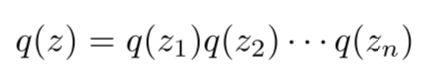 q(z) = q(z₁)q(z₂) ⋯ q(zₙ)